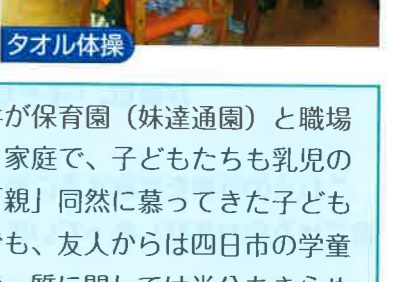 タオル体操
が保育園（妹達通園）と職場
家庭で、子どもたちも乳児の
「親」同然に慕ってきた子ども
も、友人からは四日市の学童